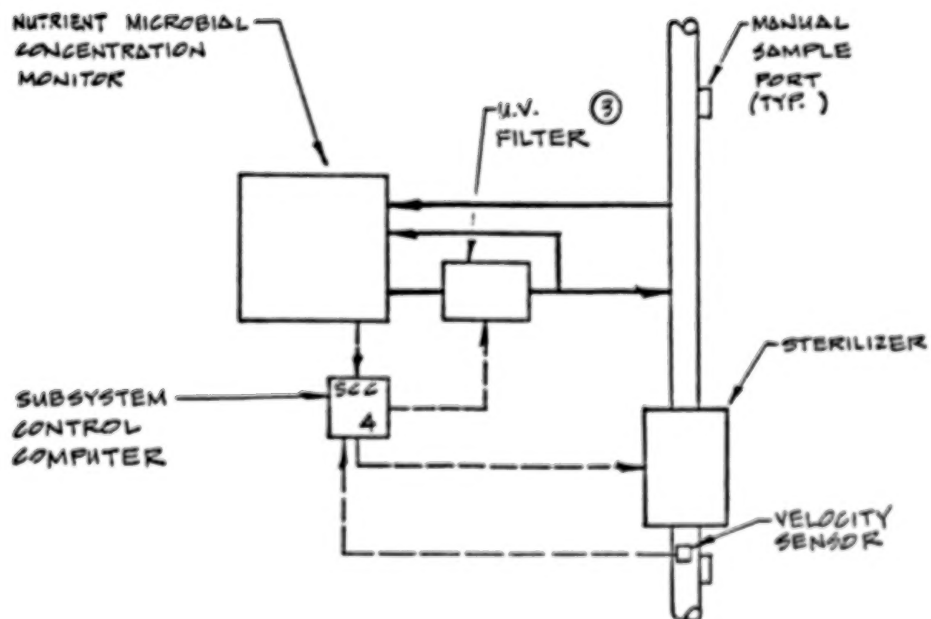 NUTRIENT MICROBIAL
CONCENTRATION
MONITOR
U.V.
FILTER
3
MANUAL
SAMPLE
PORT
(TYP.)
STERILIZER
SUBSYSTEM
CONTROL
COMPUTER
SCC
4
VELOCITY
SENSOR